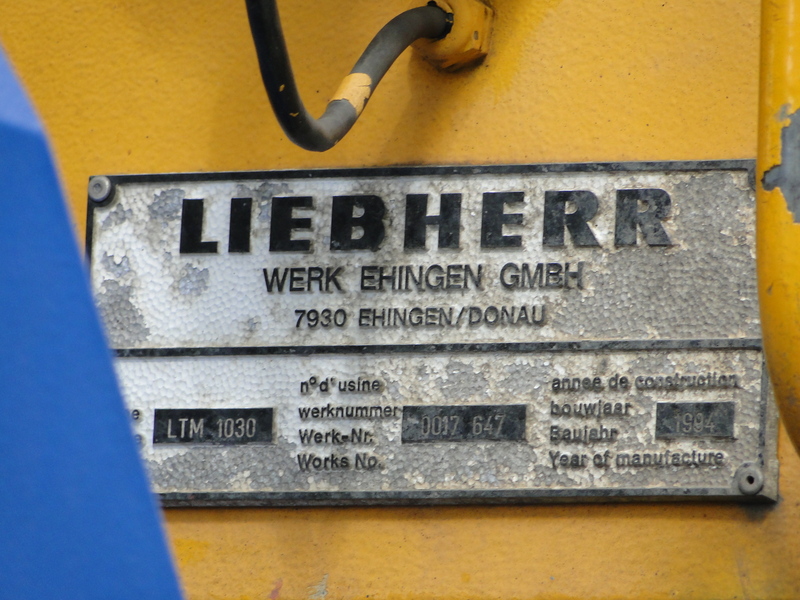 LIEBHERR
WERK EHINGEN GMBH
7930 EHINGEN/DONAU
LTM 1030
n°d'usine
werknummer
Werk-Nr.
Works No.
0017 647
annee de construction
bouwjaar
Baujahr
Year of manufacture
1994